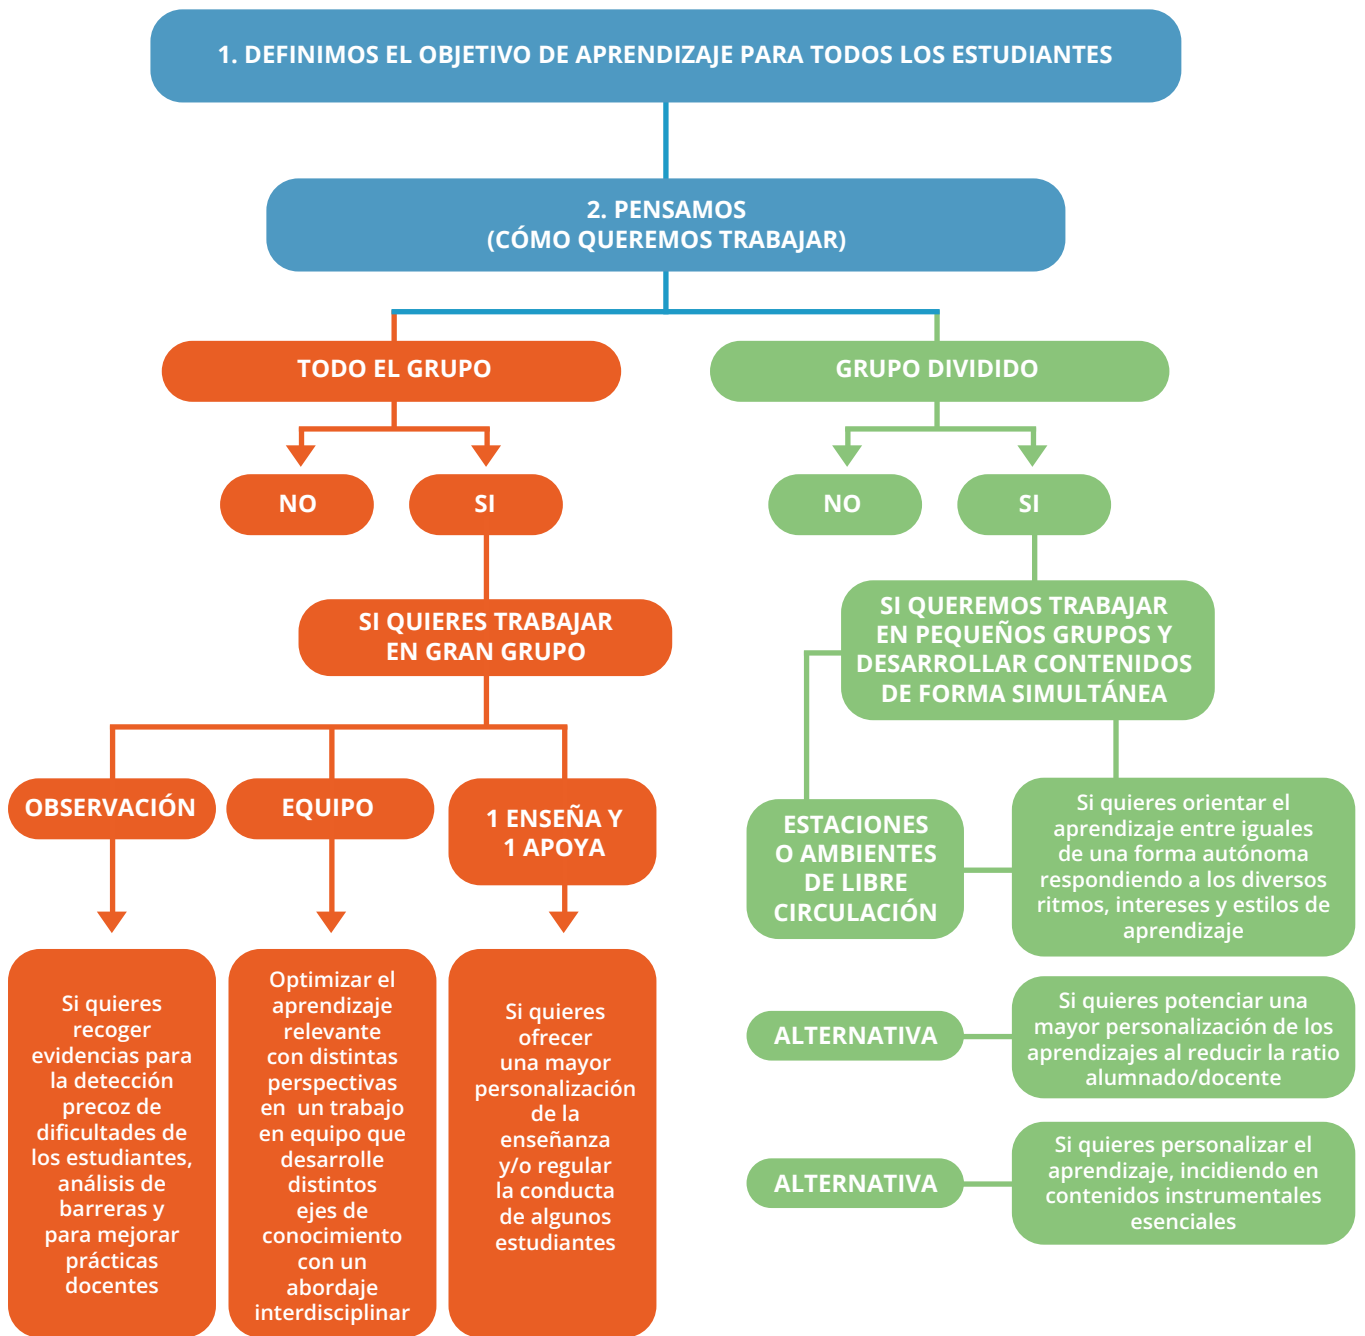 1. DEFINIMOS EL OBJETIVO DE APRENDIZAJE PARA TODOS LOS ESTUDIANTES
2. PENSAMOS
(CÓMO QUEREMOS TRABAJAR)
TODO EL GRUPO
NO
SI
SI QUIERES TRABAJAR
EN GRAN GRUPO
OBSERVACIÓN
Si quieres
recoger
evidencias para
la detección
precoz de
dificultades de
los estudiantes,
análisis de
barreras y
para mejorar
prácticas
docentes
EQUIPO
Optimizar el
aprendizaje
relevante
con distintas
perspectivas
en un trabajo
en equipo que
desarrolle
distintos
ejes de
conocimiento
con un
abordaje
interdisciplinar
1 ENSEÑA Y
1 APOYA
Si quieres
ofrecer
una mayor
personalización
de la
enseñanza
y/o regular
la conducta
de algunos
estudiantes
GRUPO DIVIDIDO
NO
SI
SI QUEREMOS TRABAJAR
EN PEQUEÑOS GRUPOS Y
DESARROLLAR CONTENIDOS
DE FORMA SIMULTÁNEA
ESTACIONES
O AMBIENTES
DE LIBRE
CIRCULACIÓN
Si quieres orientar el
aprendizaje entre iguales
de una forma autónoma
respondiendo a los diversos
ritmos, intereses y estilos de
aprendizaje
ALTERNATIVA
Si quieres potenciar una
mayor personalización de los
aprendizajes al reducir la ratio
alumnado/docente
ALTERNATIVA
Si quieres personalizar el
aprendizaje, incidiendo en
contenidos instrumentales
esenciales